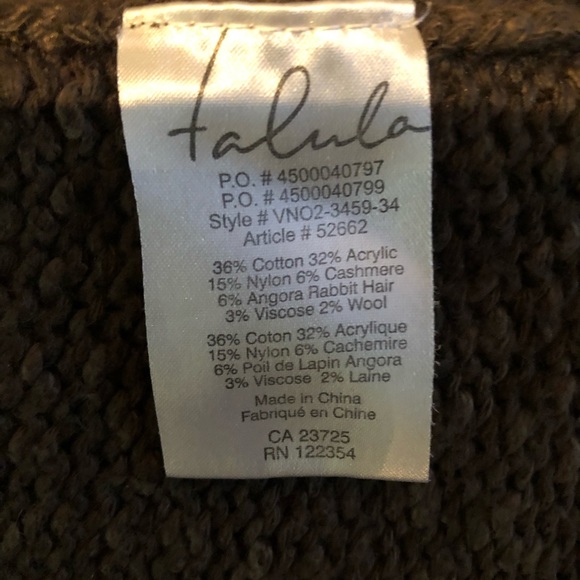 talula
P.O. # 4500040797
P.O. # 4500040799
Style # VNO2-3459-34
Article # 52662
36% Cotton 32% Acrylic
15% Nylon 6% Cashmere
6% Angora Rabbit Hair
3% Viscose 2% Wool
36% Coton 32% Acrylique
15% Nylon 6% Cachemire
6% Poil de Lapin Angora
3% Viscose 2% Laine
Made in China
Fabriqué en Chine
CA 23725
RN 122354